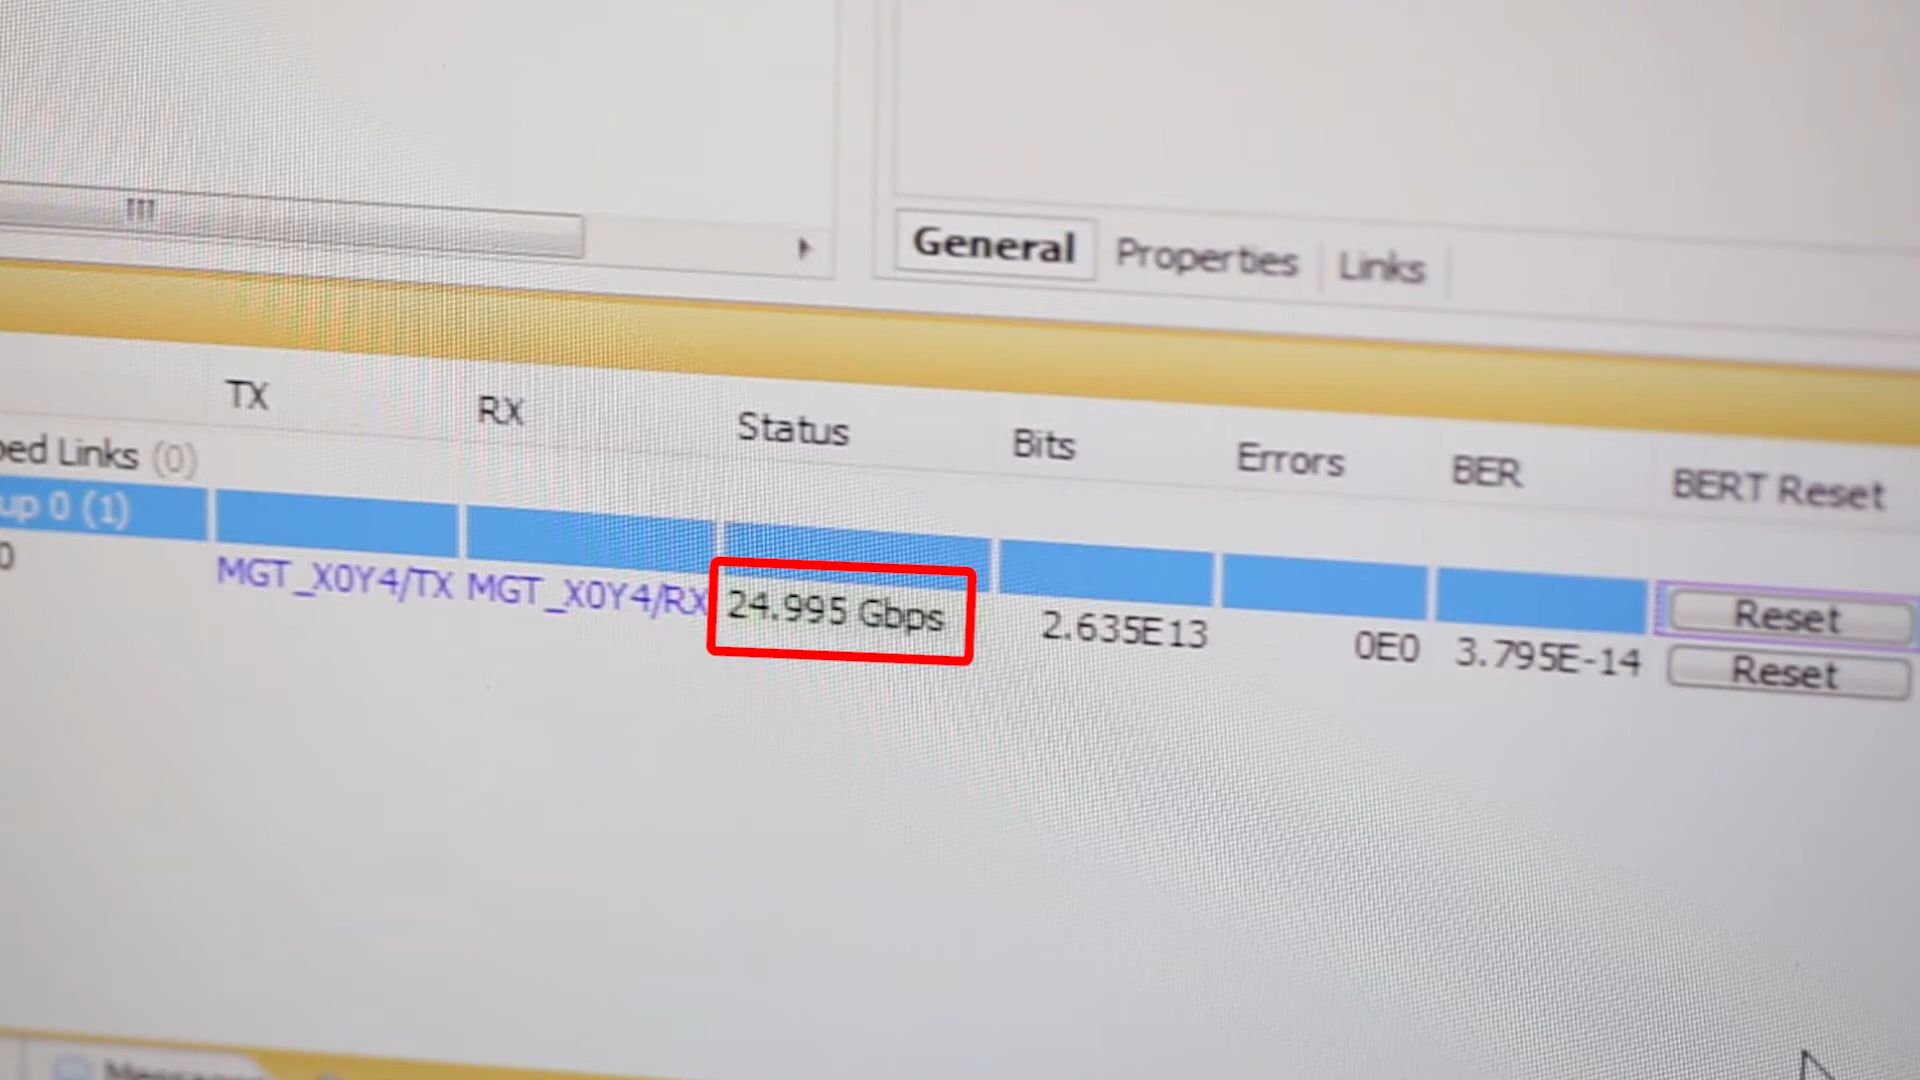 General Properties Links
TX RX Status Bits Errors BER BERT Reset
ed Links (0)
up 0 (1) Reset
0 MGT_X0Y4/TX MGT_X0Y4/RX 24.995 Gbps 2.635E13 0E0 3.795E-14 Reset